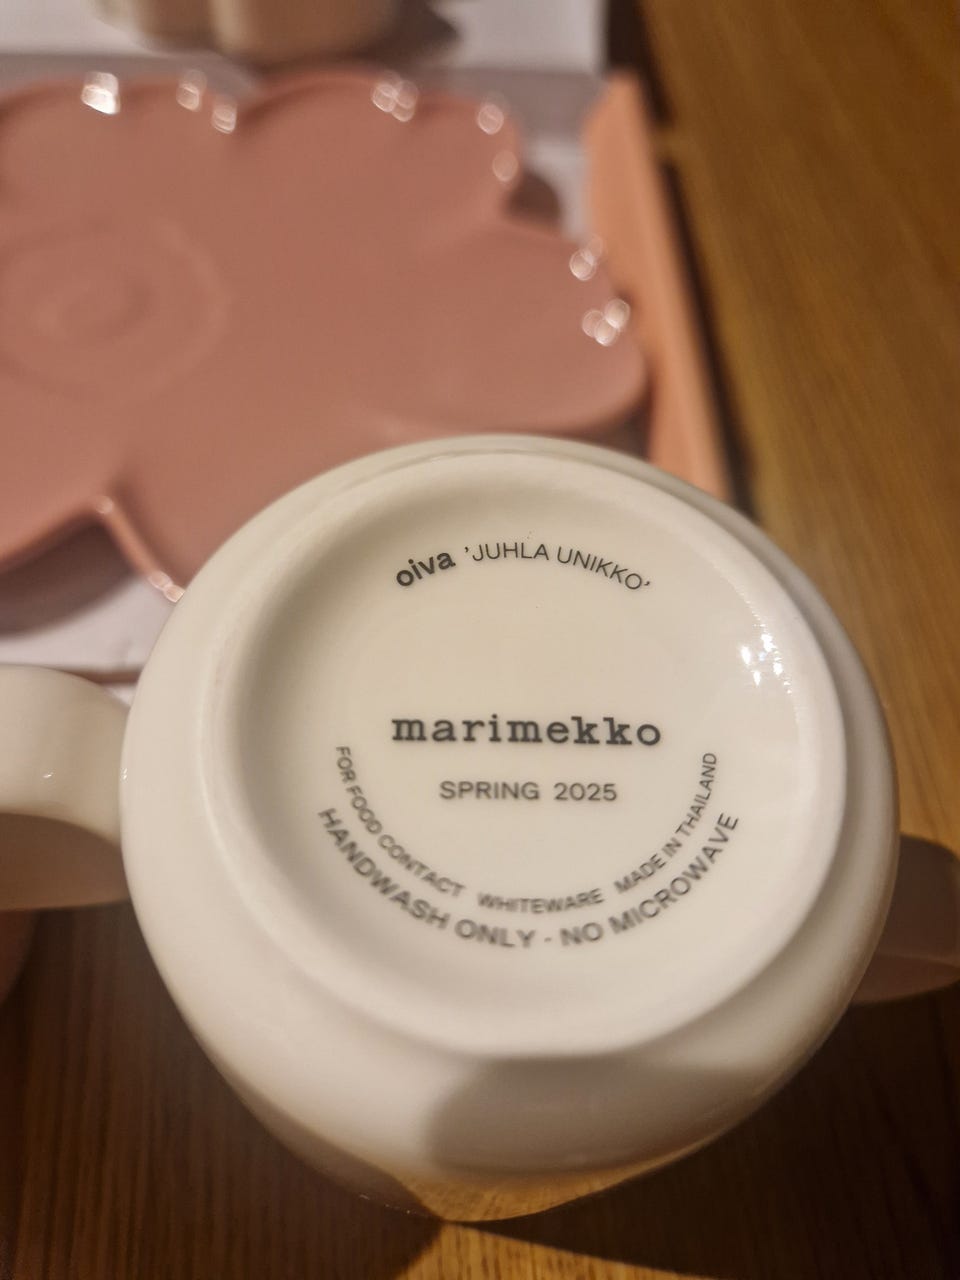 oiva ’JUHLA UNIKKO’
marimekko
SPRING 2025
FOR FOOD CONTACT WHITEWARE MADE IN THAILAND
HANDWASH ONLY - NO MICROWAVE